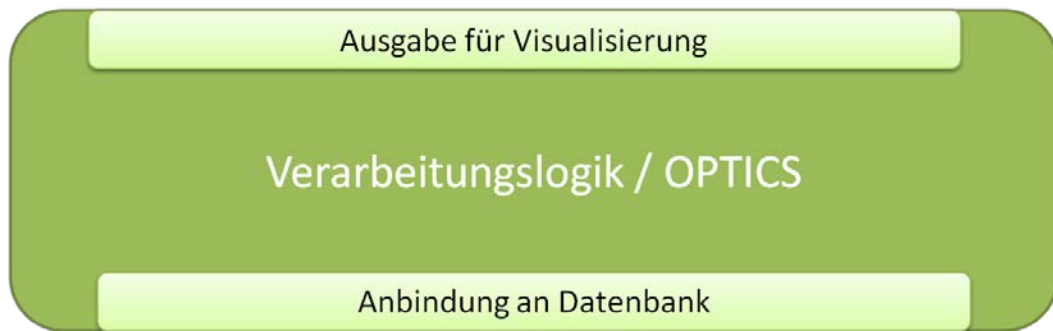 Ausgabe für Visualisierung
Verarbeitungslogik / OPTICS
Anbindung an Datenbank